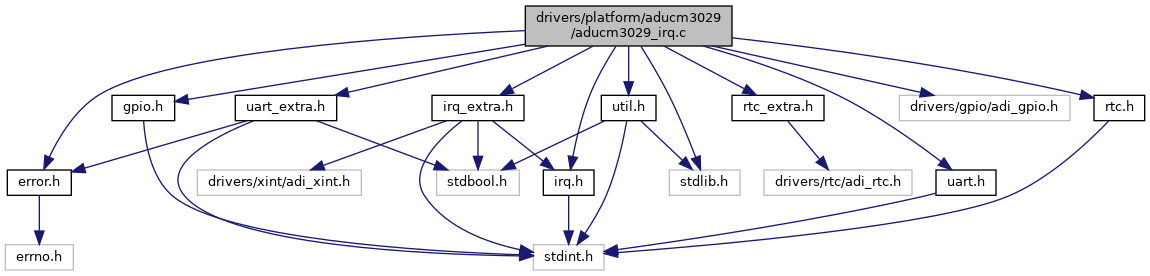 drivers/platform/aducm3029
/aducm3029_irq.c
gpio.h
uart_extra.h
irq_extra.h
util.h
rtc_extra.h
drivers/gpio/adi_gpio.h
rtc.h
error.h
drivers/xint/adi_xint.h
stdbool.h
irq.h
stdlib.h
drivers/rtc/adi_rtc.h
uart.h
errno.h
stdint.h